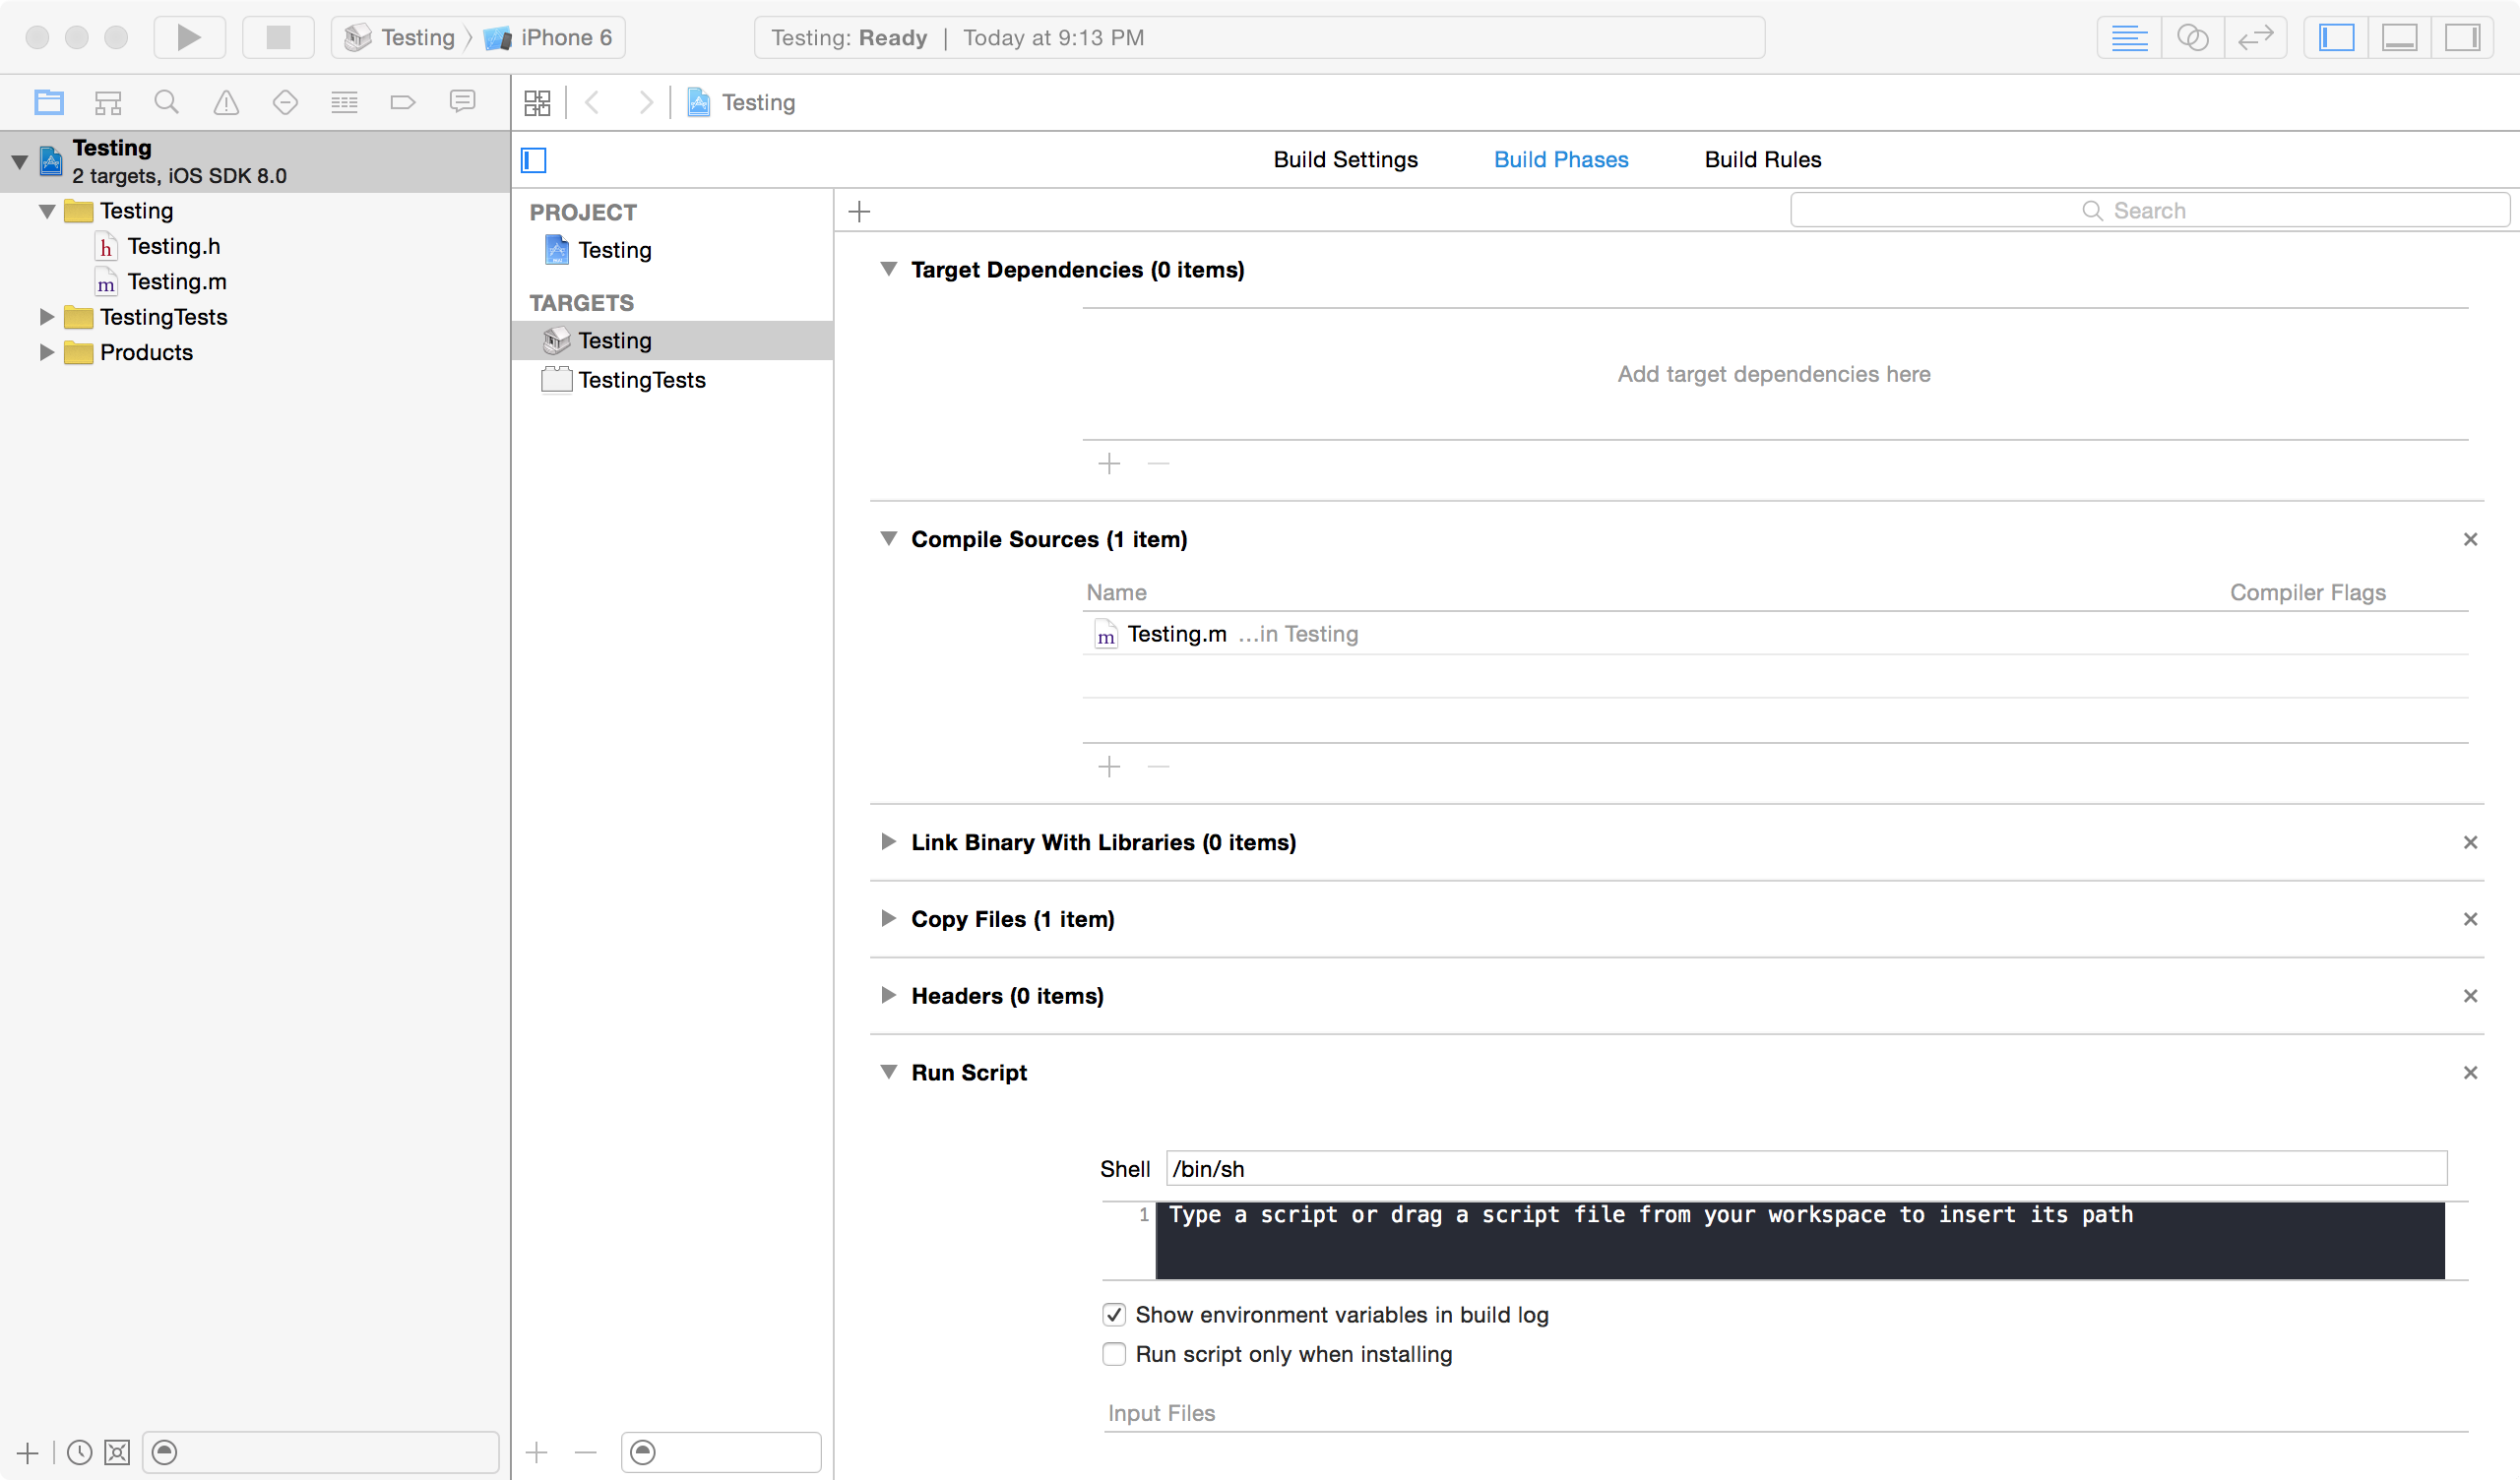 Testing iPhone 6
Testing: Ready | Today at 9:13 PM
Testing
Testing
2 targets, iOS SDK 8.0
Testing
h Testing.h
m Testing.m
TestingTests
Products
Build Settings Build Phases Build Rules
PROJECT
Testing
TARGETS
Testing
TestingTests
Search
Target Dependencies (0 items)
Add target dependencies here
Compile Sources (1 item)
Name Compiler Flags
m Testing.m ...in Testing
Link Binary With Libraries (0 items)
Copy Files (1 item)
Headers (0 items)
Run Script
Shell /bin/sh
1 Type a script or drag a script file from your workspace to insert its path
Show environment variables in build log
Run script only when installing
Input Files